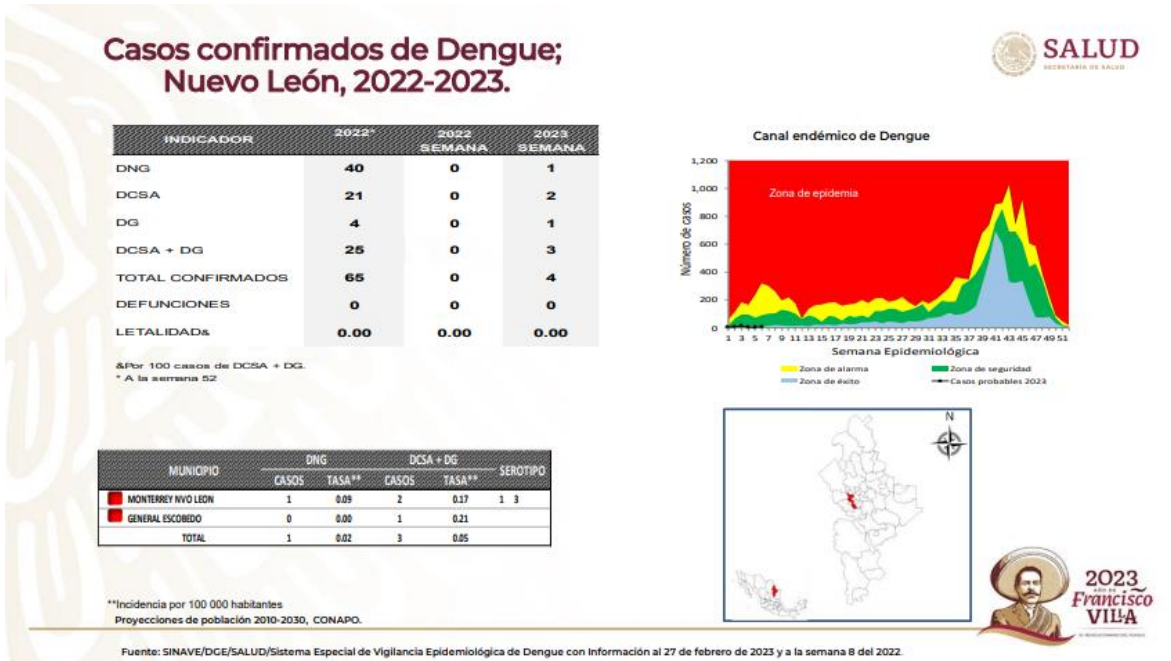 Casos confirmados de Dengue;
Nuevo León, 2022-2023.
SALUD
SECRETARÍA DE SALUD
INDICADOR 2022* 2022 SEMANA 2023 SEMANA
DNG 40 0 1
DCSA 21 0 2
DG 4 0 1
DCSA + DG 25 0 3
TOTAL CONFIRMADOS 65 0 4
DEFUNCIONES 0 0 0
LETALIDAD& 0.00 0.00 0.00
&Por 100 casos de DCSA + DG.
* A la semana 52
Canal endémico de Dengue
Número de casos
1,200
1,000
800
600
400
200
0
Zona de epidemia
1 3 5 7 9 11 13 15 17 19 21 23 25 27 29 31 33 35 37 39 41 43 45 47 49 51
Semana Epidemiológica
Zona de alarma Zona de seguridad
Zona de éxito Casos probables 2023
MUNICIPIO DNG DCSA + DG SEROTIPO
CASOS TASA** CASOS TASA**
MONTERREY NVO LEON 1 0.09 2 0.17 1 3
GENERAL ESCOBEDO 0 0.00 1 0.21
TOTAL 1 0.02 3 0.05
N
**Incidencia por 100 000 habitantes
Proyecciones de población 2010-2030, CONAPO.
2023
AÑO DE
Francisco
VILLA
Fuente: SINAVE/DGE/SALUD/Sistema Especial de Vigilancia Epidemiológica de Dengue con Información al 27 de febrero de 2023 y a la semana 8 del 2022.